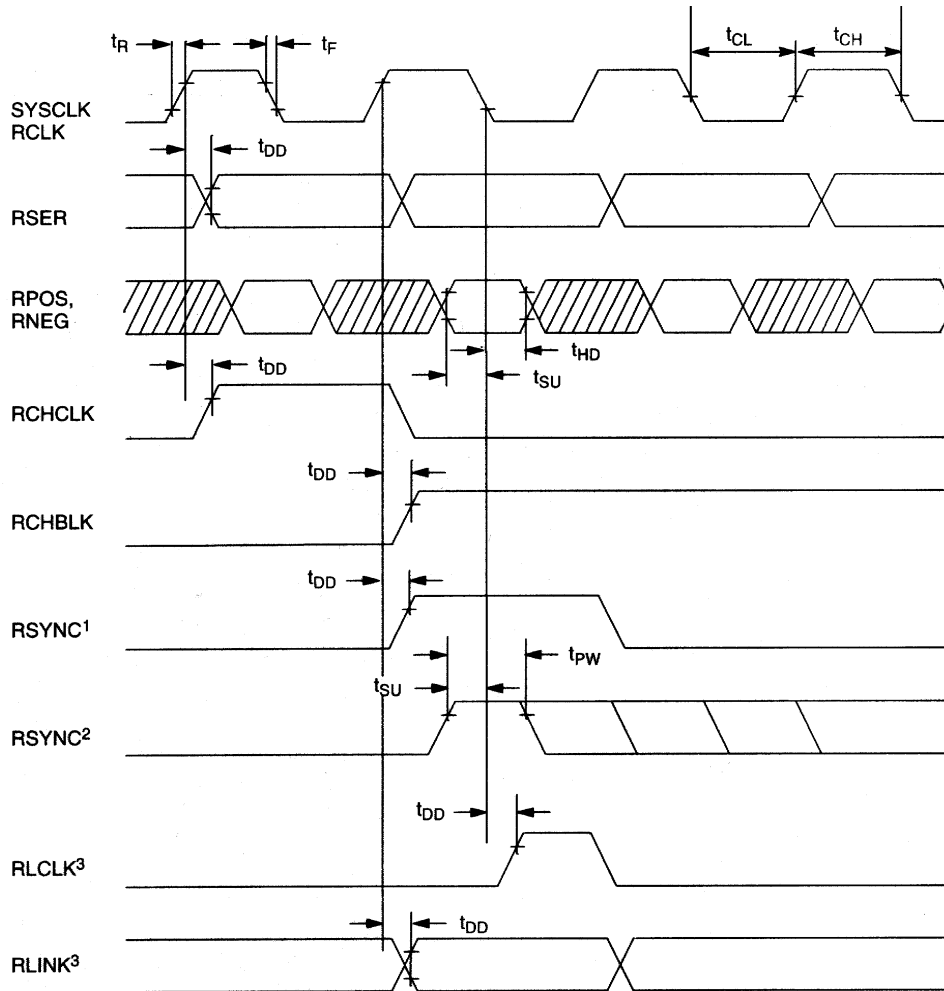 tR tF tCL tCH
SYSCLK
RCLK
tDD
RSER
RPOS,
RNEG
tHD
tDD
tSU
RCHCLK
tDD
RCHBLK
tDD
RSYNC1
tPW
tSU
RSYNC2
tDD
RLCLK3
tDD
RLINK3